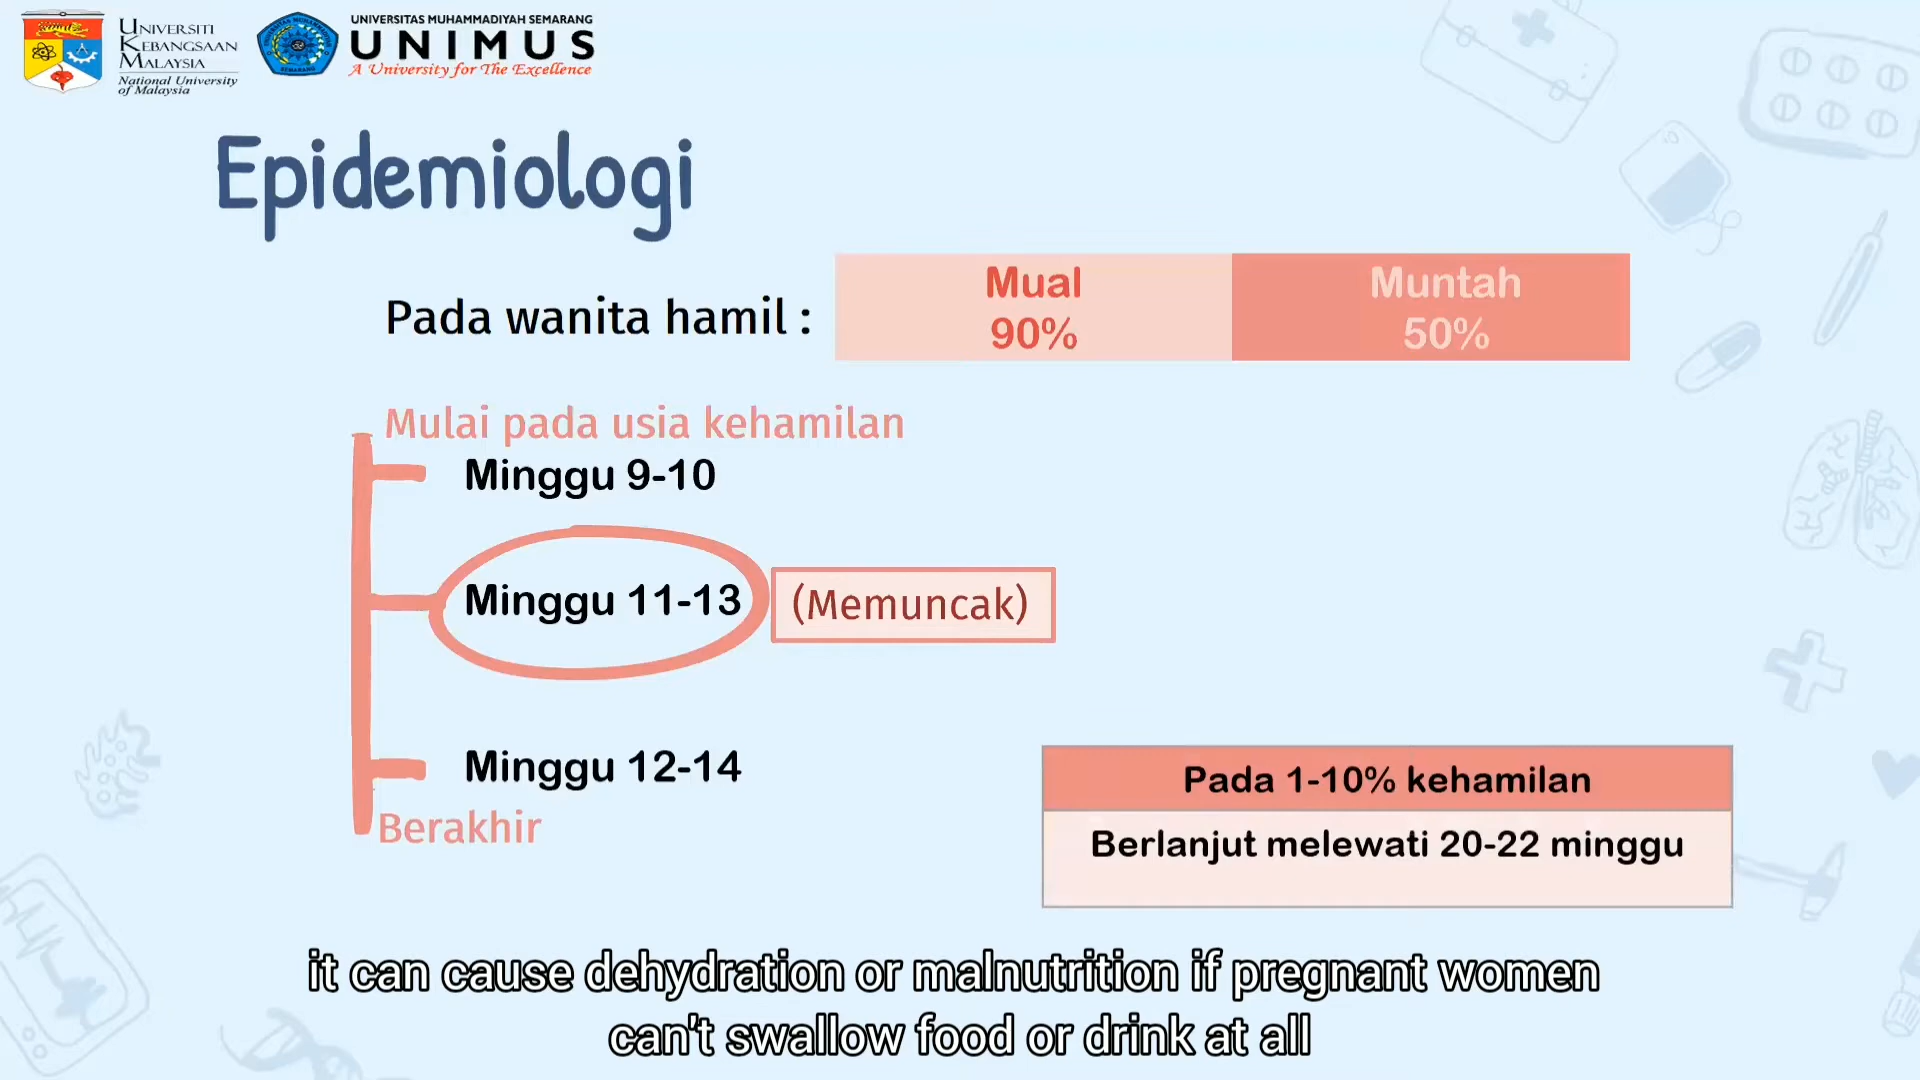 UNIVERSITI
KEBANGSAAN
MALAYSIA
National University
of Malaysia
UNIVERSITAS MUHAMMADIYAH SEMARANG
UNIMUS
A University for The Excellence
Epidemiologi
Pada wanita hamil :
Mual
90%
Muntah
50%
Mulai pada usia kehamilan
Minggu 9-10
Minggu 11-13
(Memuncak)
Minggu 12-14
Berakhir
Pada 1-10% kehamilan
Berlanjut melewati 20-22 minggu
it can cause dehydration or malnutrition if pregnant women
can't swallow food or drink at all